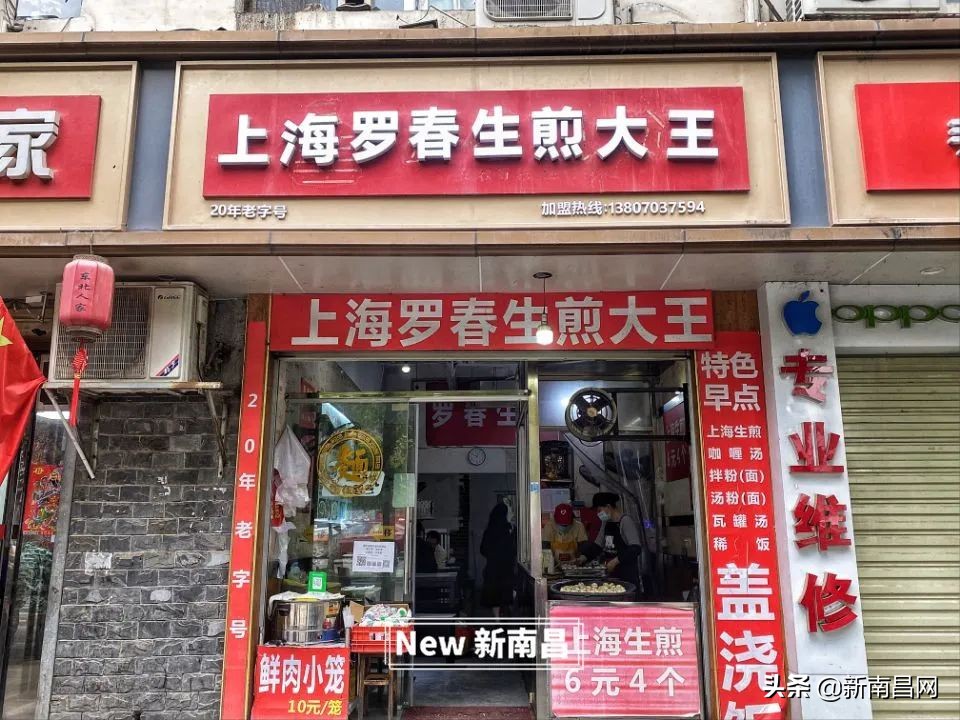 家
上海罗春生煎大王
20年老字号
加盟热线:13807037594
东北人家
上海罗春生煎大王
20年老字号
罗春
元4个
特色
早点
上海生煎
咖喱汤
拌粉(面)
汤粉(面)
瓦罐汤
稀饭
盖浇饭
oppo
专业维修
鲜肉小笼
10元/笼
上海生煎
6元4个
New 新南昌
头条 @新南昌网